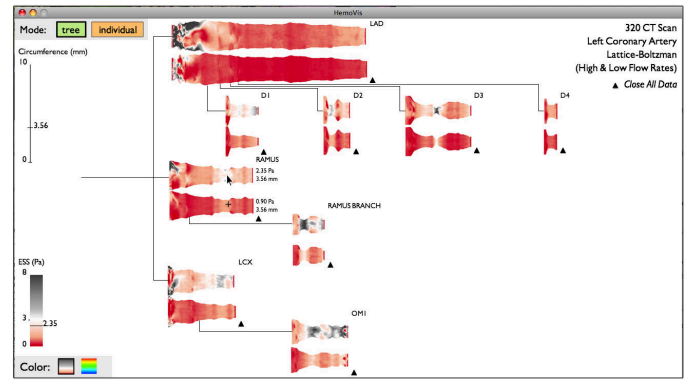 HemoVis
Mode: tree individual
320 CT Scan
Left Coronary Artery
Lattice-Boltzman
(High & Low Flow Rates)
▲ Close All Data
Circumference (mm)
10
3.56
0
LAD
D1
D2
D3
D4
RAMUS
2.35 Pa
3.56 mm
0.90 Pa
3.56 mm
RAMUS BRANCH
LCX
OM1
ESS (Pa)
8
3
2.35
0
Color: